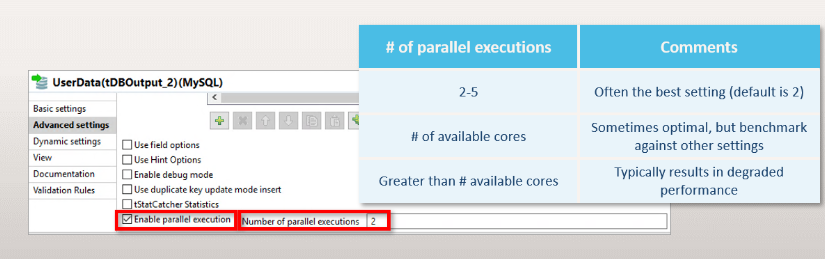 UserData(tDBOutput_2)(MySQL)
Basic settings
Advanced settings
Dynamic settings
View
Documentation
Validation Rules
Use field options
Use Hint Options
Enable debug mode
Use duplicate key update mode insert
tStatCatcher Statistics
Enable parallel execution
Number of parallel executions
2
# of parallel executions
Comments
2-5
Often the best setting (default is 2)
# of available cores
Sometimes optimal, but benchmark
against other settings
Greater than # available cores
Typically results in degraded
performance